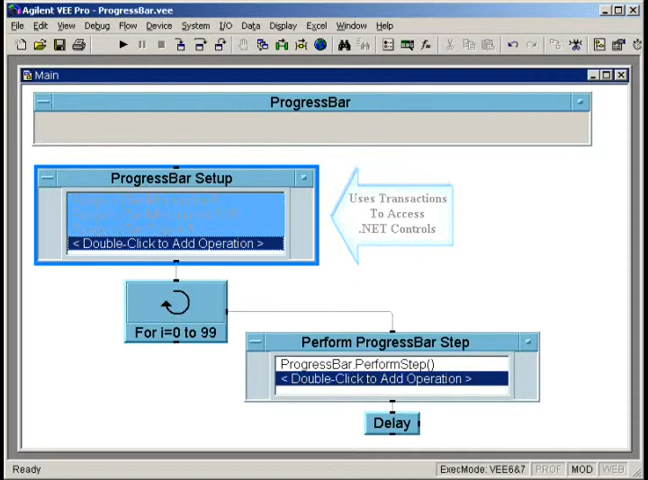 Agilent VEE Pro - ProgressBar.vee
File Edit View Debug Flow Device System I/O Data Display Excel Window Help
Main
ProgressBar
ProgressBar Setup
< Double-Click to Add Operation >
Uses Transactions
To Access
.NET Controls
For i=0 to 99
Perform ProgressBar Step
ProgressBar.PerformStep()
< Double-Click to Add Operation >
Delay
Ready
ExecMode: VEE6&7 PROF MOD WEB